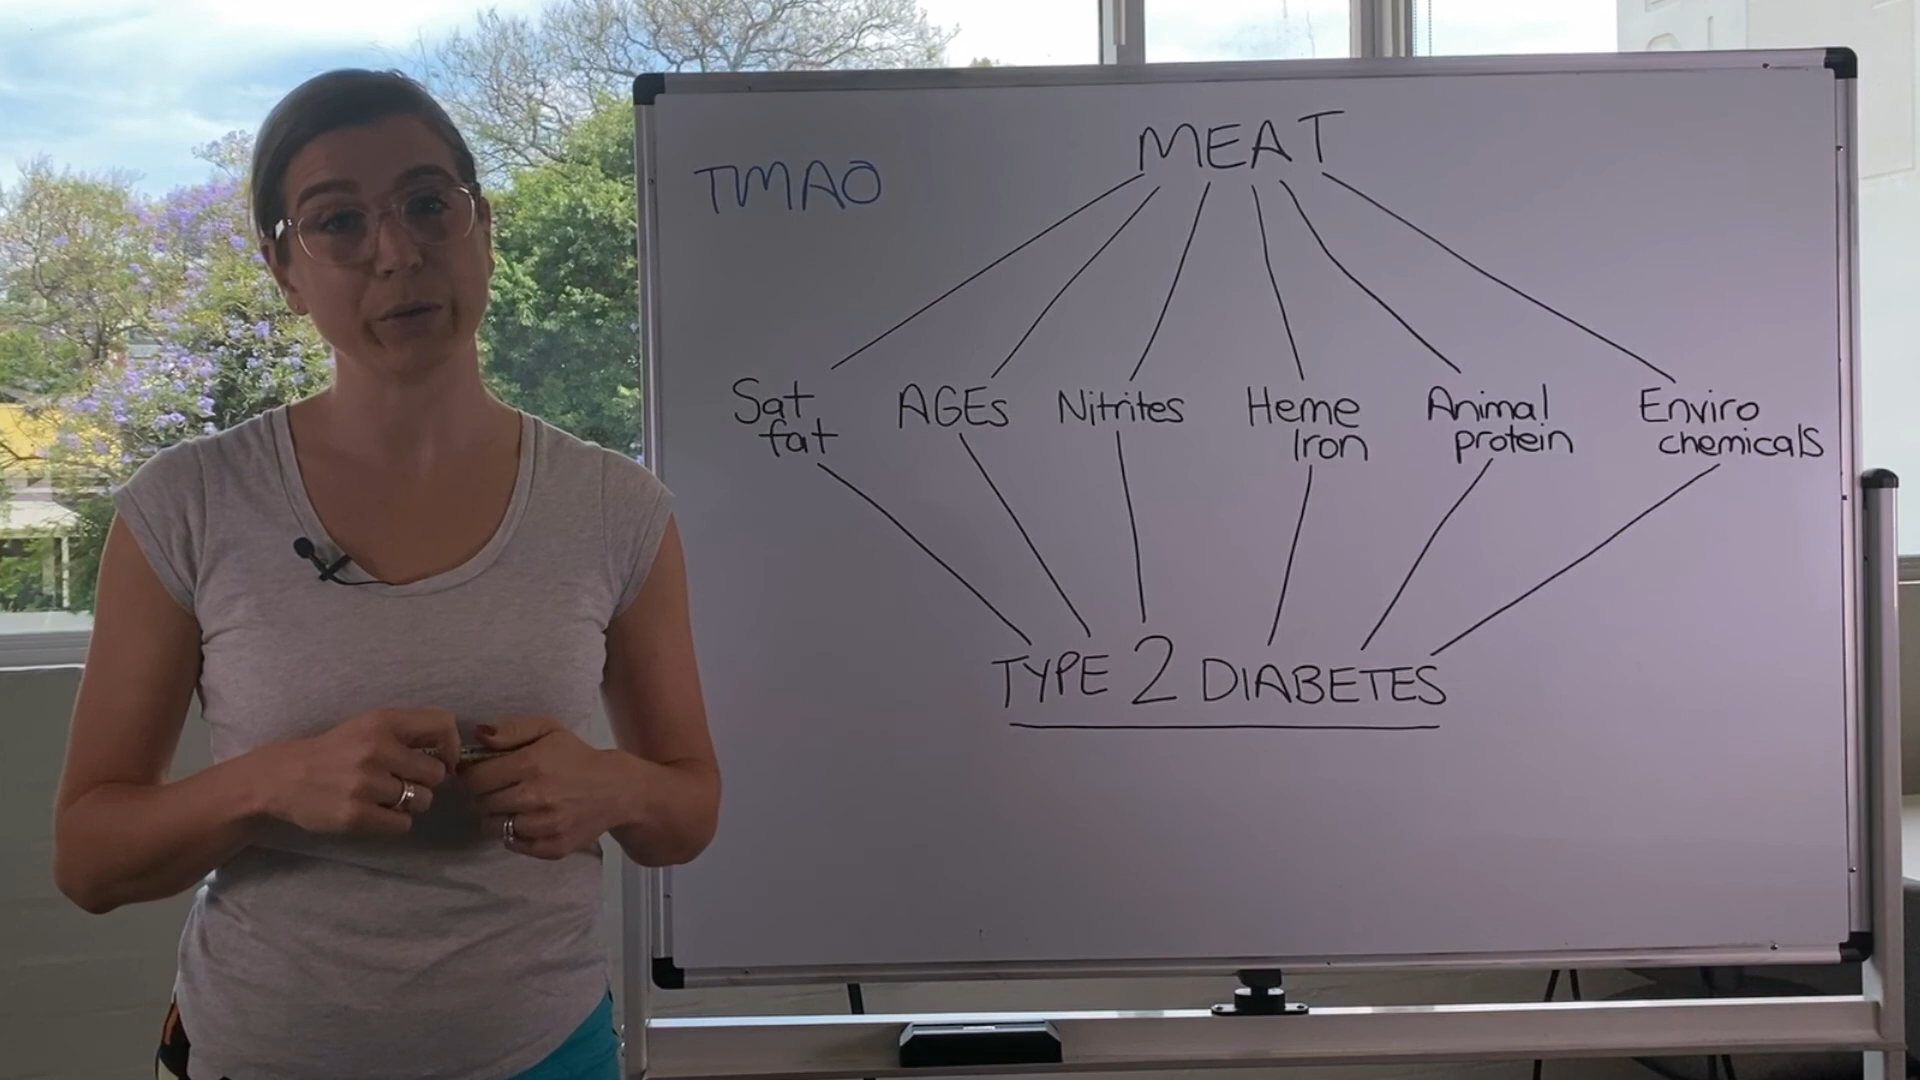 MEAT
TMAO
Sat fat
AGEs
Nitrites
Heme Iron
Animal protein
Enviro chemicals
TYPE 2 DIABETES